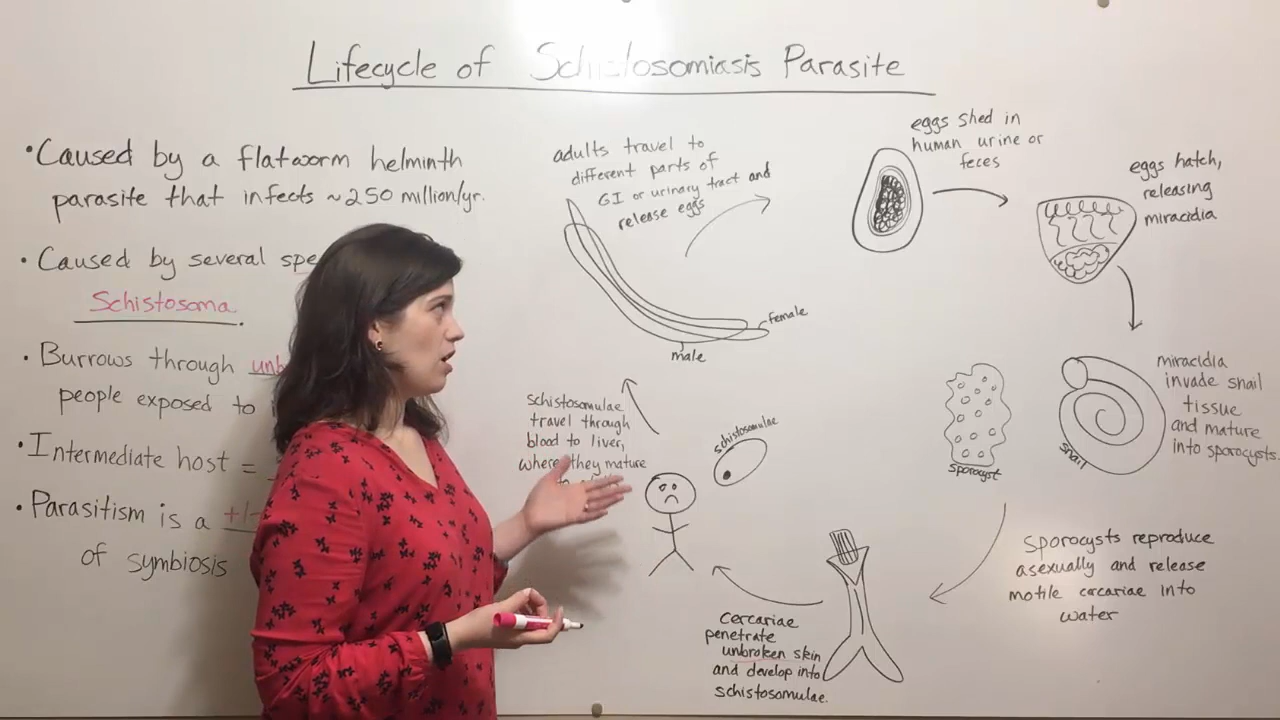 Lifecycle of Schistosomiasis Parasite
• Caused by a flatworm helminth
parasite that infects ~250 million/yr.
• Caused by several spe
Schistosoma.
• Burrows through unb
people exposed to
• Intermediate host =
• Parasitism is a +/-
of symbiosis
adults travel to
different parts of
GI or urinary tract and
release eggs
female
male
eggs shed in
human urine or
feces
eggs hatch,
releasing
miracidia
miracidia
invade snail
tissue
and mature
into sporocysts.
snail
sporocyst
Sporocysts reproduce
asexually and release
motile cercariae into
water
Cercariae
penetrate
unbroken skin
and develop into
schistosomulae.
schistosomulae
schistosomulae
travel through
blood to liver,
where they mature
to